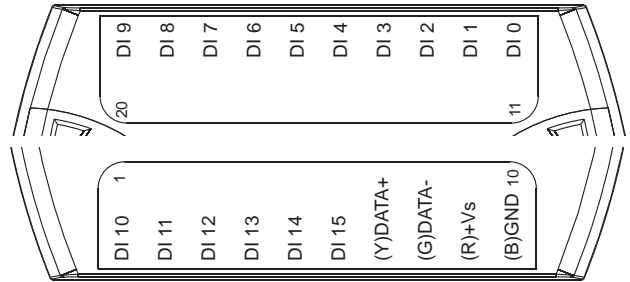 DI 9
DI 8
DI 7
DI 6
DI 5
DI 4
DI 3
DI 2
DI 1
DI 0
20
11
1
10
DI 10
DI 11
DI 12
DI 13
DI 14
DI 15
(Y)DATA+
(G)DATA-
(R)+Vs
(B)GND